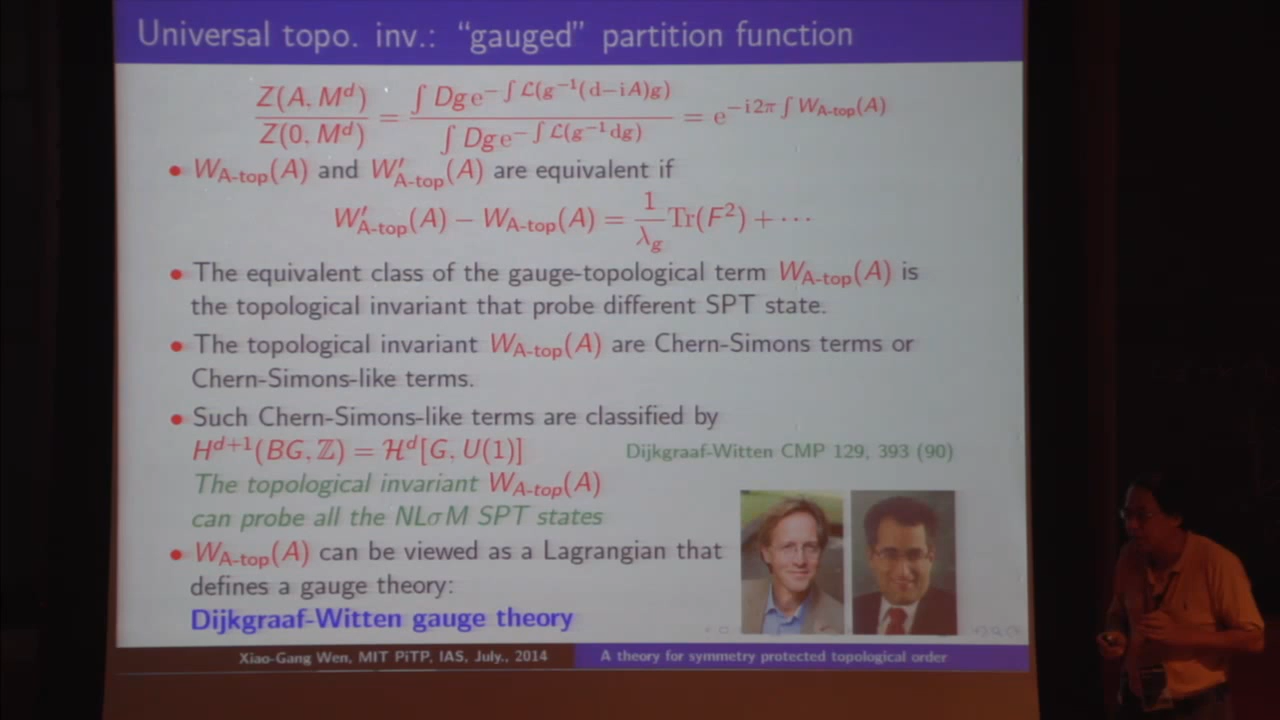 Universal topo. inv.: “gauged” partition function
Z(A, M^d) / Z(0, M^d) = ∫ Dg e^{−∫ ℒ(g^{−1}(d−iA)g)} / ∫ Dg e^{−∫ ℒ(g^{−1}dg)} = e^{−i2π ∫ W_{A-top}(A)}
• W_{A-top}(A) and W′_{A-top}(A) are equivalent if
W′_{A-top}(A) − W_{A-top}(A) = 1/λ_g Tr(F²) + ···
• The equivalent class of the gauge-topological term W_{A-top}(A) is
the topological invariant that probe different SPT state.
• The topological invariant W_{A-top}(A) are Chern-Simons terms or
Chern-Simons-like terms.
• Such Chern-Simons-like terms are classified by
H^{d+1}(BG, ℤ) = ℋ^d[G, U(1)] Dijkgraaf-Witten CMP 129, 393 (90)
The topological invariant W_{A-top}(A)
can probe all the NLσM SPT states
• W_{A-top}(A) can be viewed as a Lagrangian that
defines a gauge theory:
Dijkgraaf-Witten gauge theory
Xiao-Gang Wen, MIT PiTP, IAS, July., 2014 A theory for symmetry protected topological order